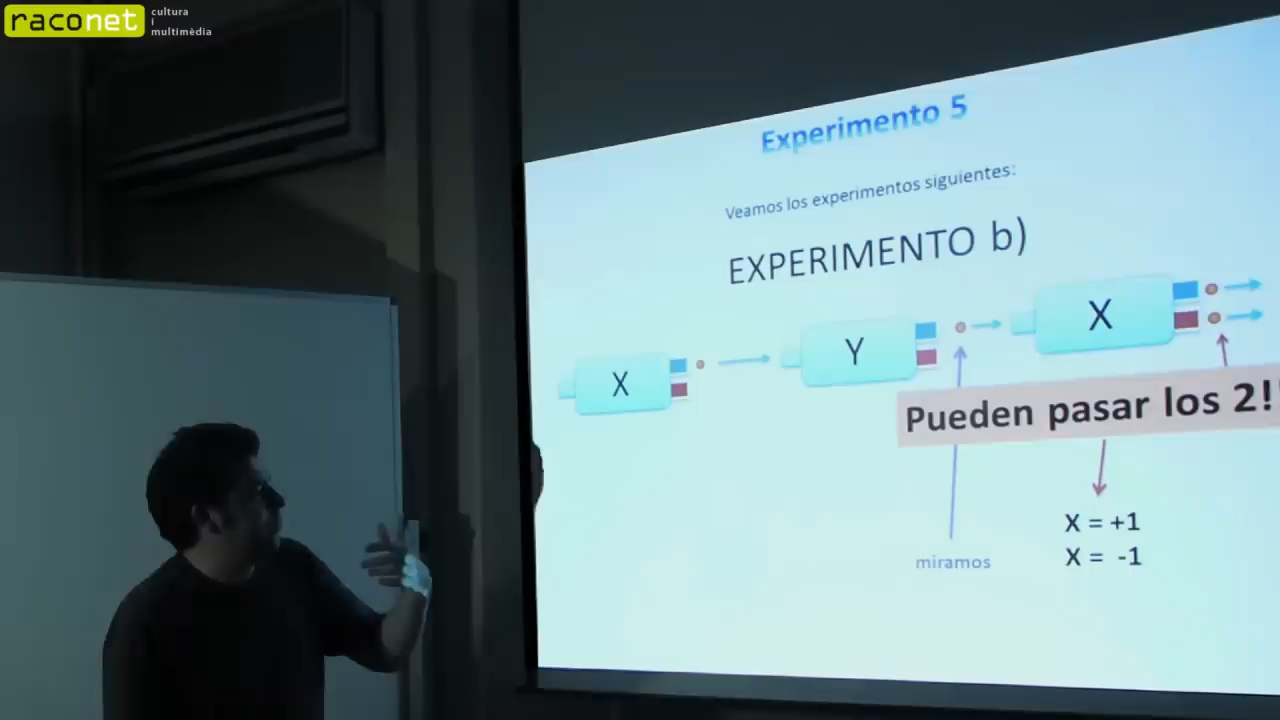 raconet
cultura
i
multimèdia
Experimento 5
Veamos los experimentos siguientes:
EXPERIMENTO b)
X
Y
X
Pueden pasar los 2!
miramos
X = +1
X = -1